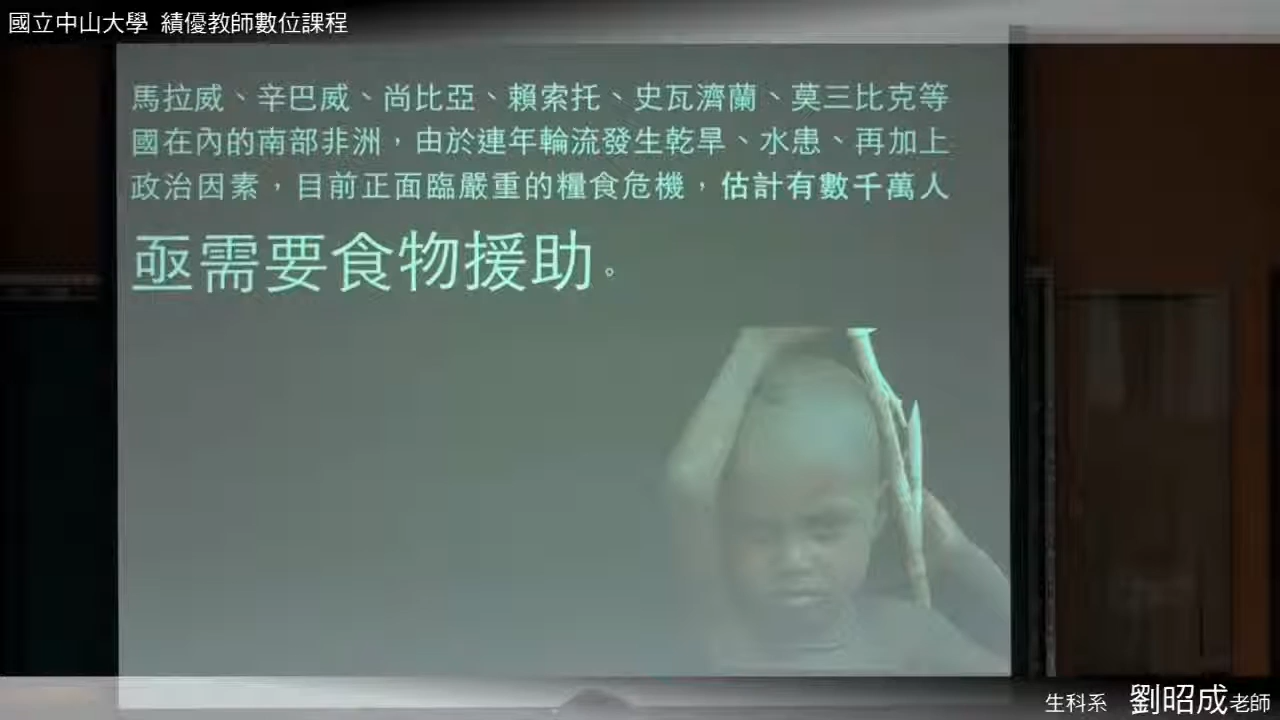 國立中山大學 績優教師數位課程
馬拉威、辛巴威、尚比亞、賴索托、史瓦濟蘭、莫三比克等
國在內的南部非洲，由於連年輪流發生乾旱、水患、再加上
政治因素，目前正面臨嚴重的糧食危機，估計有數千萬人
亟需要食物援助。
生科系 劉昭成老師